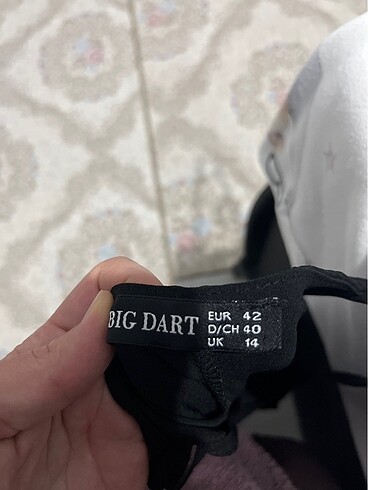 BIG DART
EUR 42
D/CH 40
UK 14